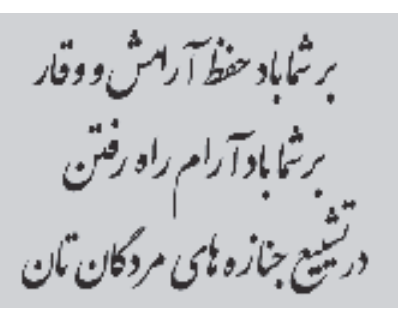 بر شما باد حفظ آرامش و وقار
بر شما باد آرام راه رفتن
در تشییع جنازه های مردگان تان